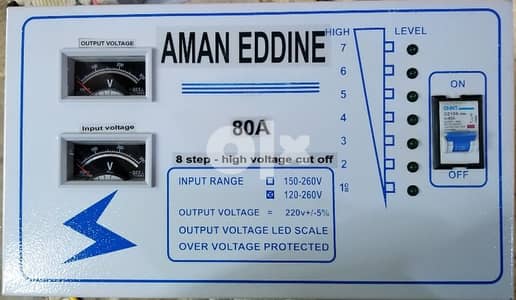 OUTPUT VOLTAGE
V
Input voltage
V
AMAN EDDINE
80A
olx
8 step - high voltage cut off
INPUT RANGE 150-260V
120-260V
OUTPUT VOLTAGE = 220v+/-5%
OUTPUT VOLTAGE LED SCALE
OVER VOLTAGE PROTECTED
HIGH LEVEL
7
6
5
4
3
2
1
ON
CHNT
OFF